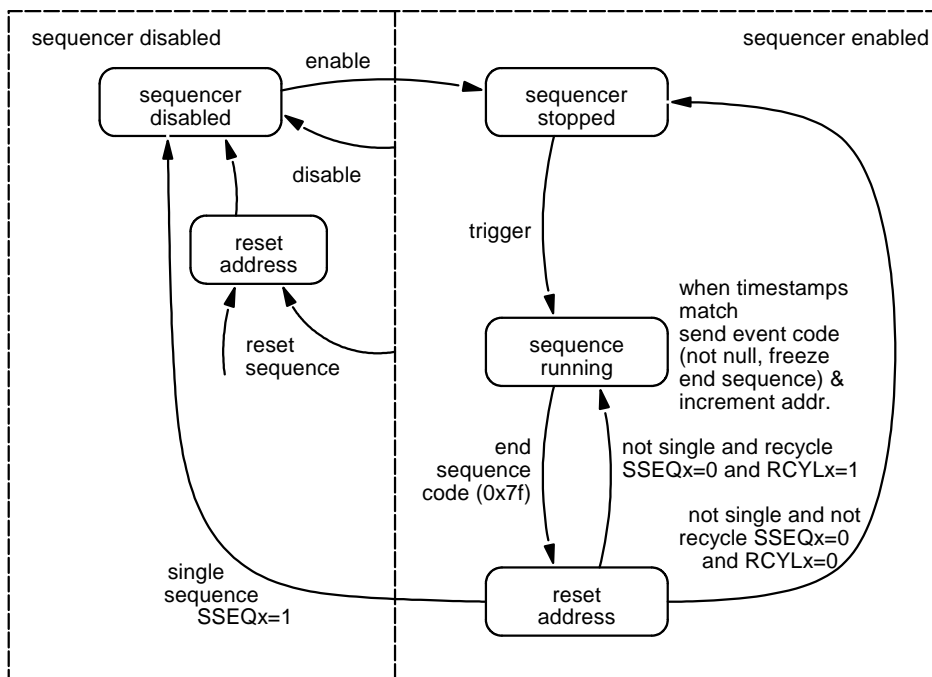 sequencer disabled
sequencer enabled
enable
sequencer
disabled
sequencer
stopped
disable
trigger
reset
address
when timestamps
match
send event code
(not null, freeze
end sequence) &
increment addr.
reset
sequence
sequence
running
end
sequence
code (0x7f)
not single and recycle
SSEQx=0 and RCYLx=1
not single and not
recycle SSEQx=0
and RCYLx=0
single
sequence
SSEQx=1
reset
address